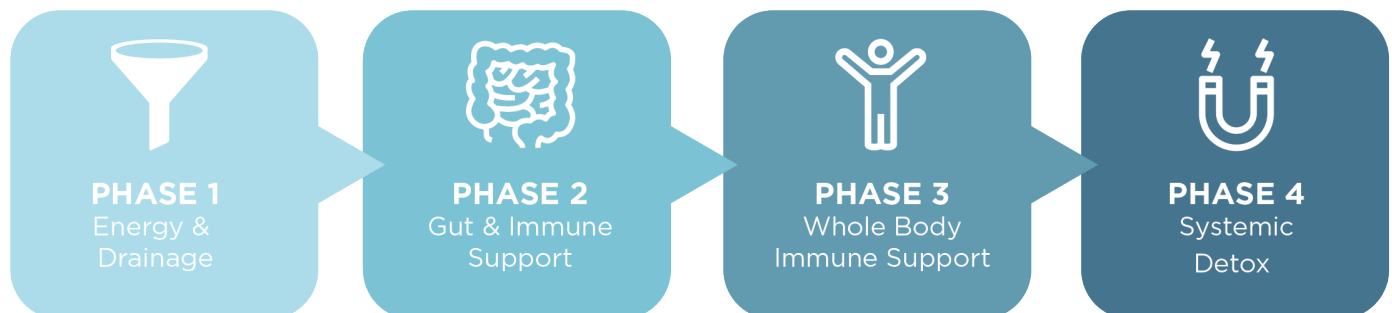 PHASE 1
Energy &
Drainage
PHASE 2
Gut & Immune
Support
PHASE 3
Whole Body
Immune Support
PHASE 4
Systemic
Detox